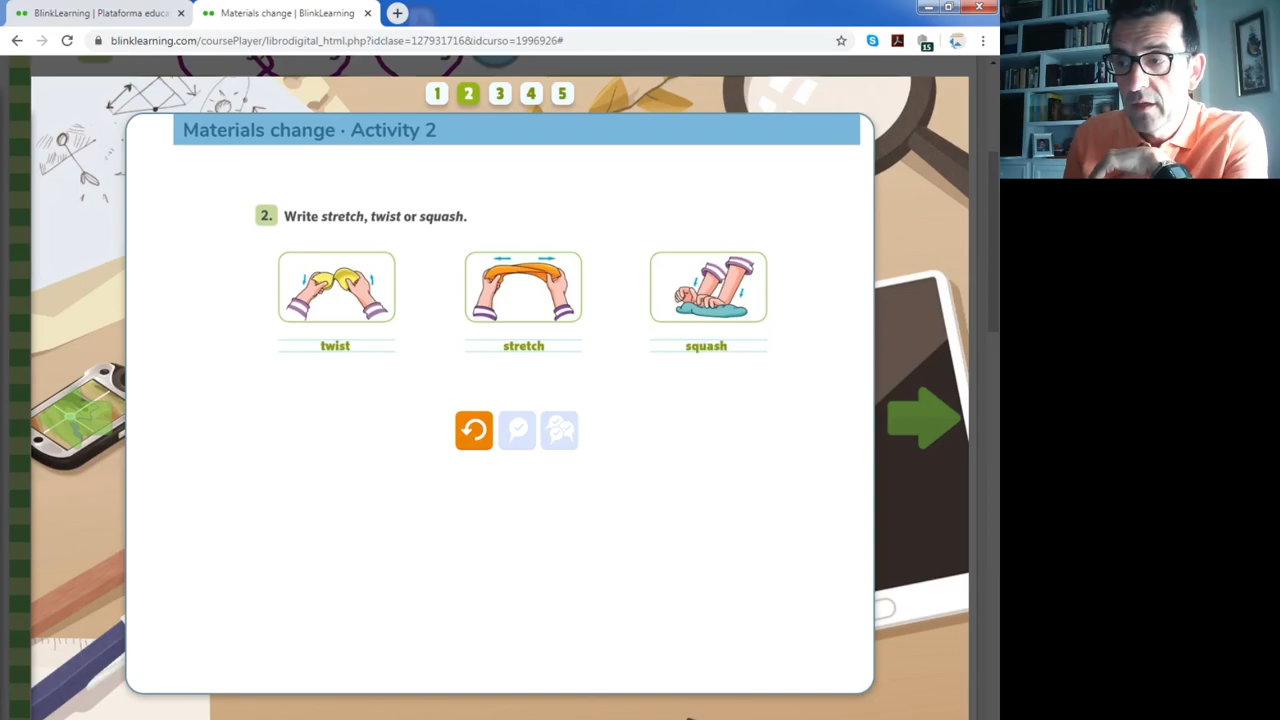 BlinkLearning | Plataforma educa
Materials change | BlinkLearning
blinklearning.com/coursePlayer/librodigital_html.php?idclase=127931716&idcurso=1996926#
15
1 2 3 4 5
Materials change · Activity 2
2. Write stretch, twist or squash.
twist stretch squash